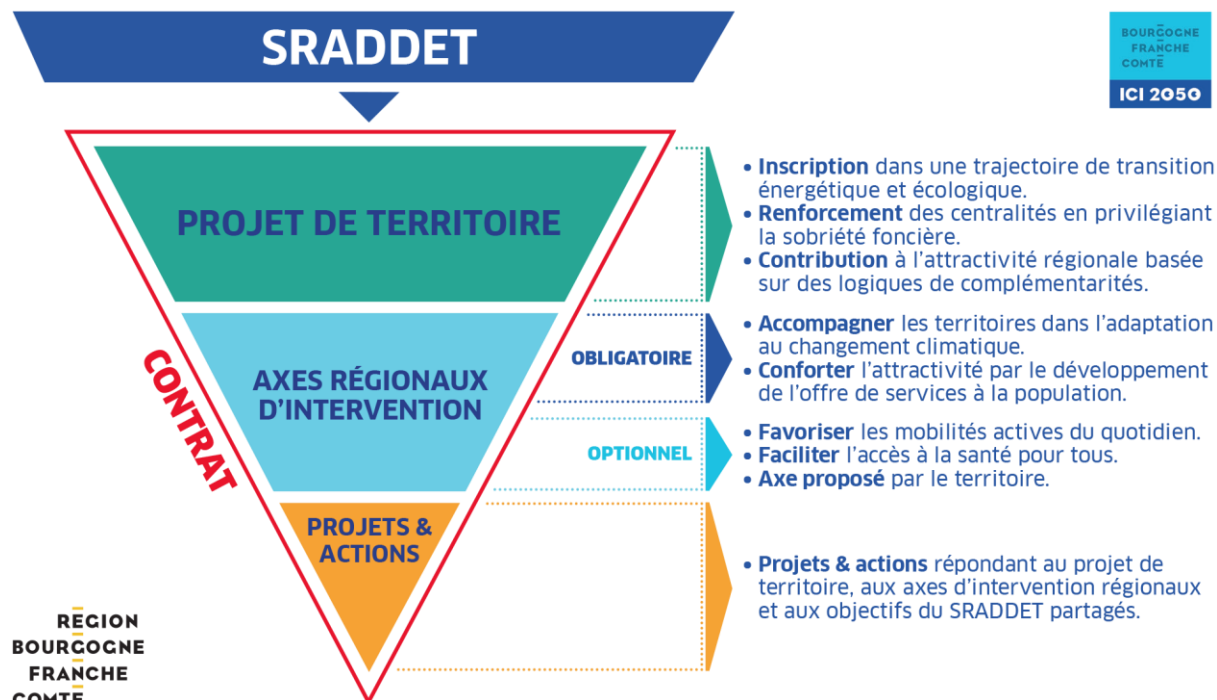 SRADDET
BOURGOGNE
FRANCHE
COMTÉ
ICI 2050
PROJET DE TERRITOIRE
• Inscription dans une trajectoire de transition
énergétique et écologique.
• Renforcement des centralités en privilégiant
la sobriété foncière.
• Contribution à l'attractivité régionale basée
sur des logiques de complémentarités.
CONTRAT
AXES RÉGIONAUX
D'INTERVENTION
OBLIGATOIRE
• Accompagner les territoires dans l'adaptation
au changement climatique.
• Conforter l'attractivité par le développement
de l'offre de services à la population.
OPTIONNEL
• Favoriser les mobilités actives du quotidien.
• Faciliter l'accès à la santé pour tous.
• Axe proposé par le territoire.
PROJETS &
ACTIONS
• Projets & actions répondant au projet de
territoire, aux axes d'intervention régionaux
et aux objectifs du SRADDET partagés.
RÉGION
BOURGOGNE
FRANCHE
COMTÉ